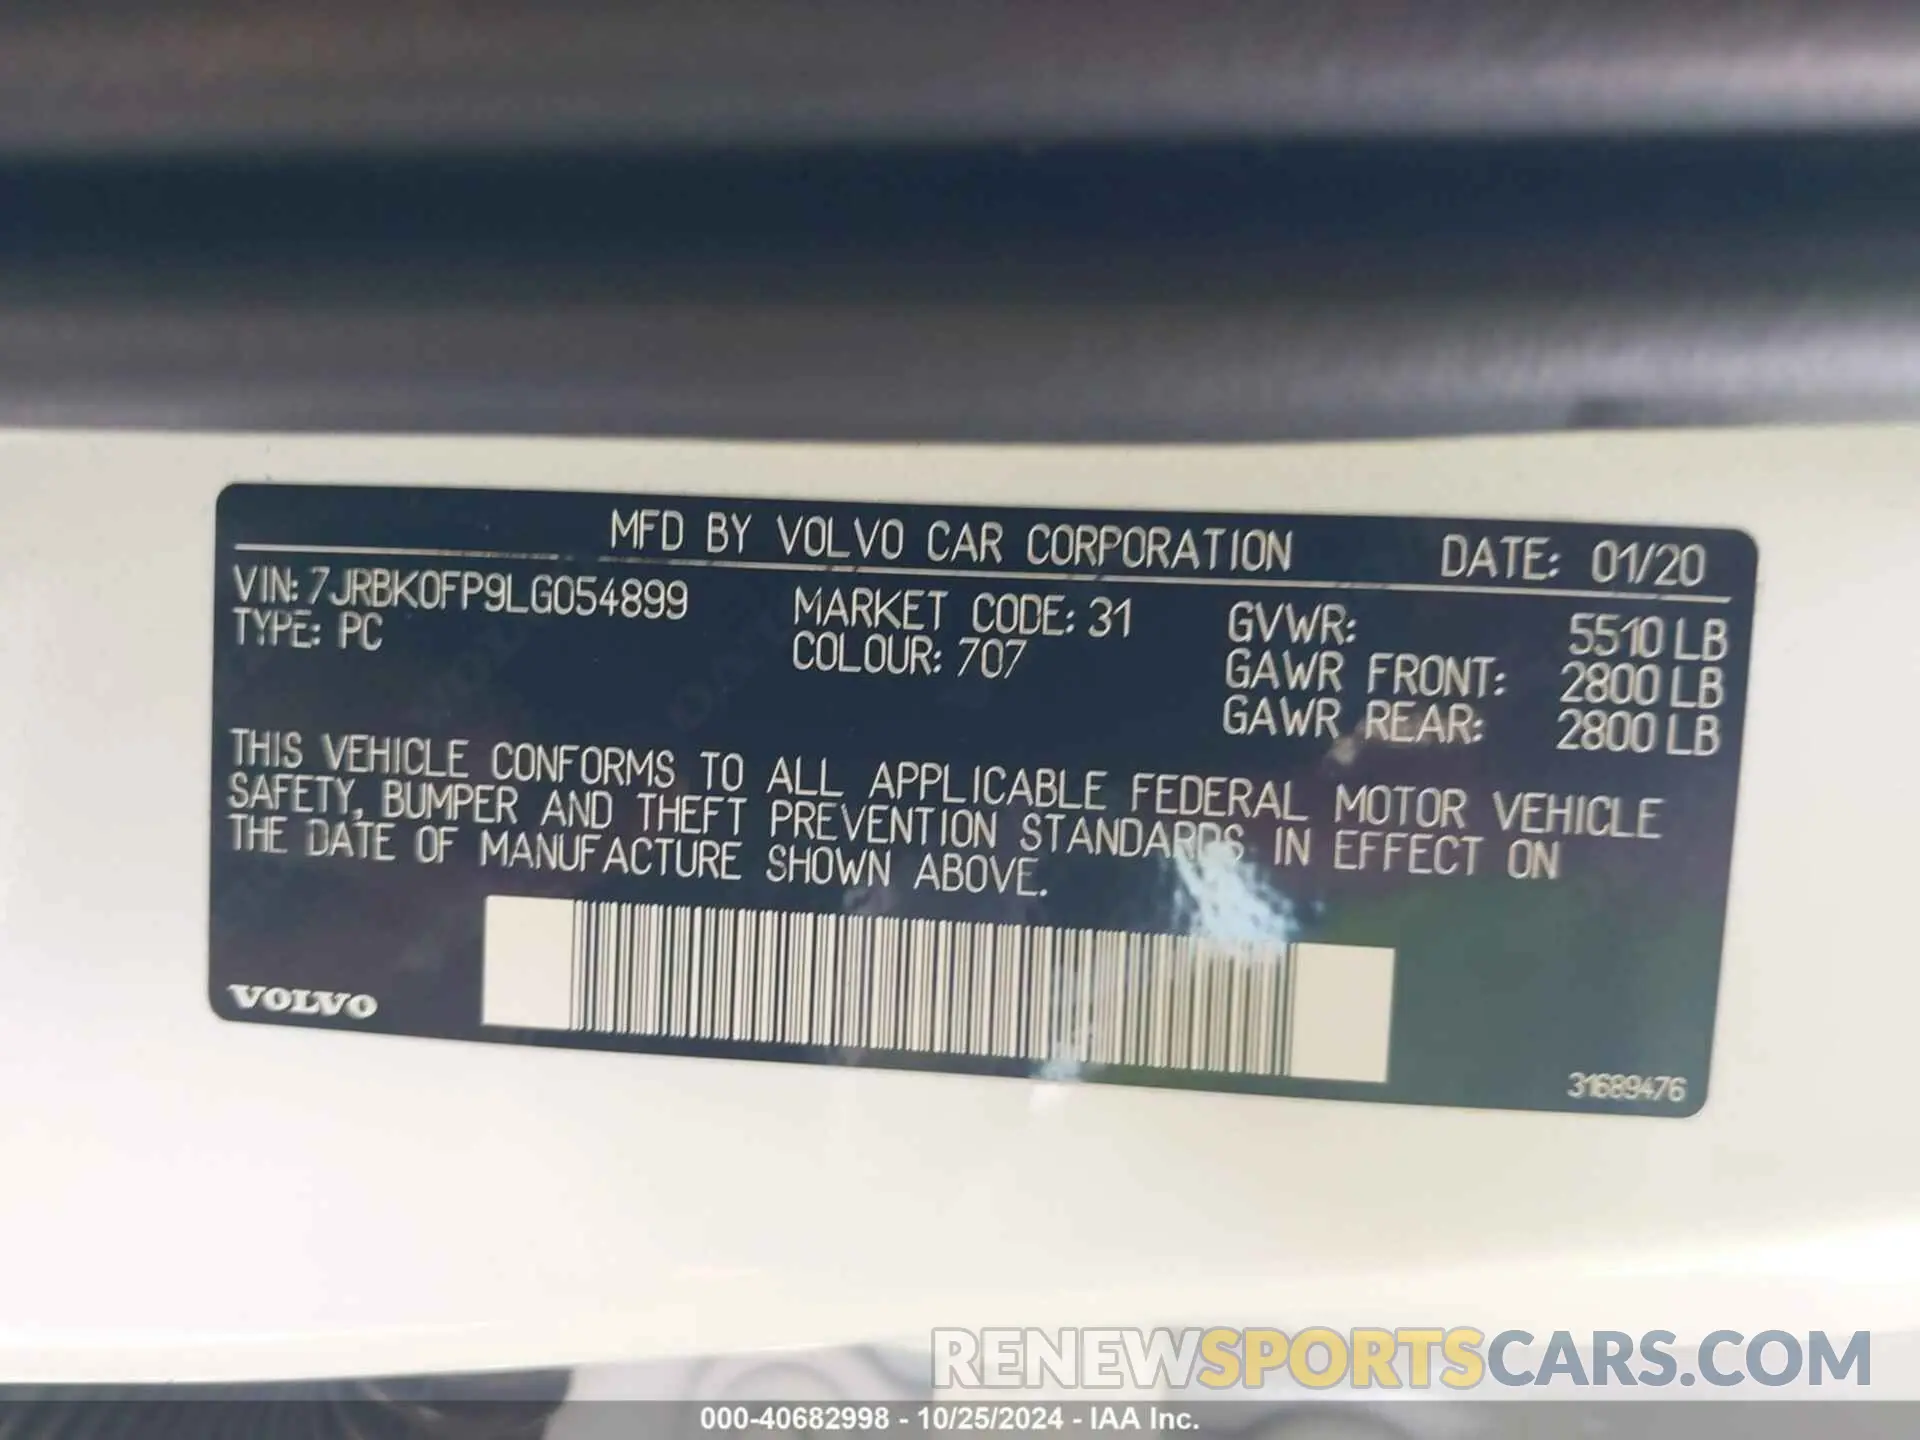 MFD BY VOLVO CAR CORPORATION DATE: 01/20
VIN: 7JRBK0FP9LG054899 MARKET CODE: 31 GVWR: 5510 LB
TYPE: PC COLOUR: 707 GAWR FRONT: 2800 LB
GAWR REAR: 2800 LB
THIS VEHICLE CONFORMS TO ALL APPLICABLE FEDERAL MOTOR VEHICLE
SAFETY, BUMPER AND THEFT PREVENTION STANDARDS IN EFFECT ON
THE DATE OF MANUFACTURE SHOWN ABOVE.
VOLVO
31689476
RENEWSPORTSCARS.COM
000-40682998 - 10/25/2024 - IAA Inc.